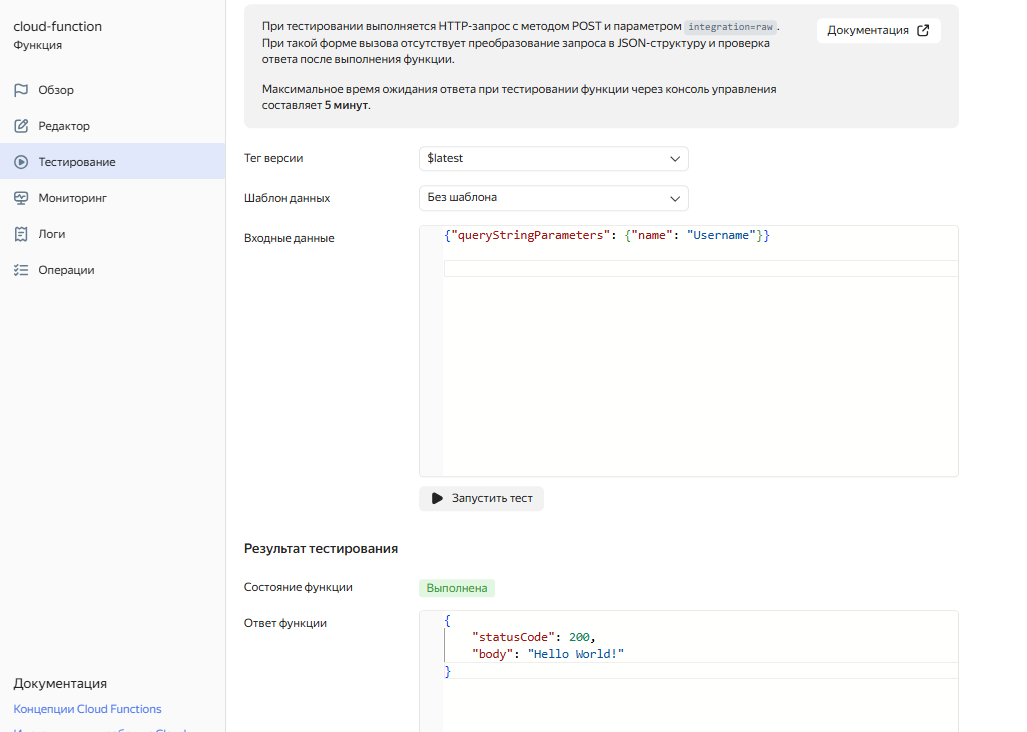 cloud-function
Функция
Обзор
Редактор
Тестирование
Мониторинг
Логи
Операции
Документация
Концепции Cloud Functions
При тестировании выполняется HTTP-запрос с методом POST и параметром integration=raw.
При такой форме вызова отсутствует преобразование запроса в JSON-структуру и проверка
ответа после выполнения функции.
Максимальное время ожидания ответа при тестировании функции через консоль управления
составляет 5 минут.
Документация
Тег версии
$latest
Шаблон данных
Без шаблона
Входные данные
{"queryStringParameters": {"name": "Username"}}
Запустить тест
Результат тестирования
Состояние функции
Выполнена
Ответ функции
{
"statusCode": 200,
"body": "Hello World!"
}